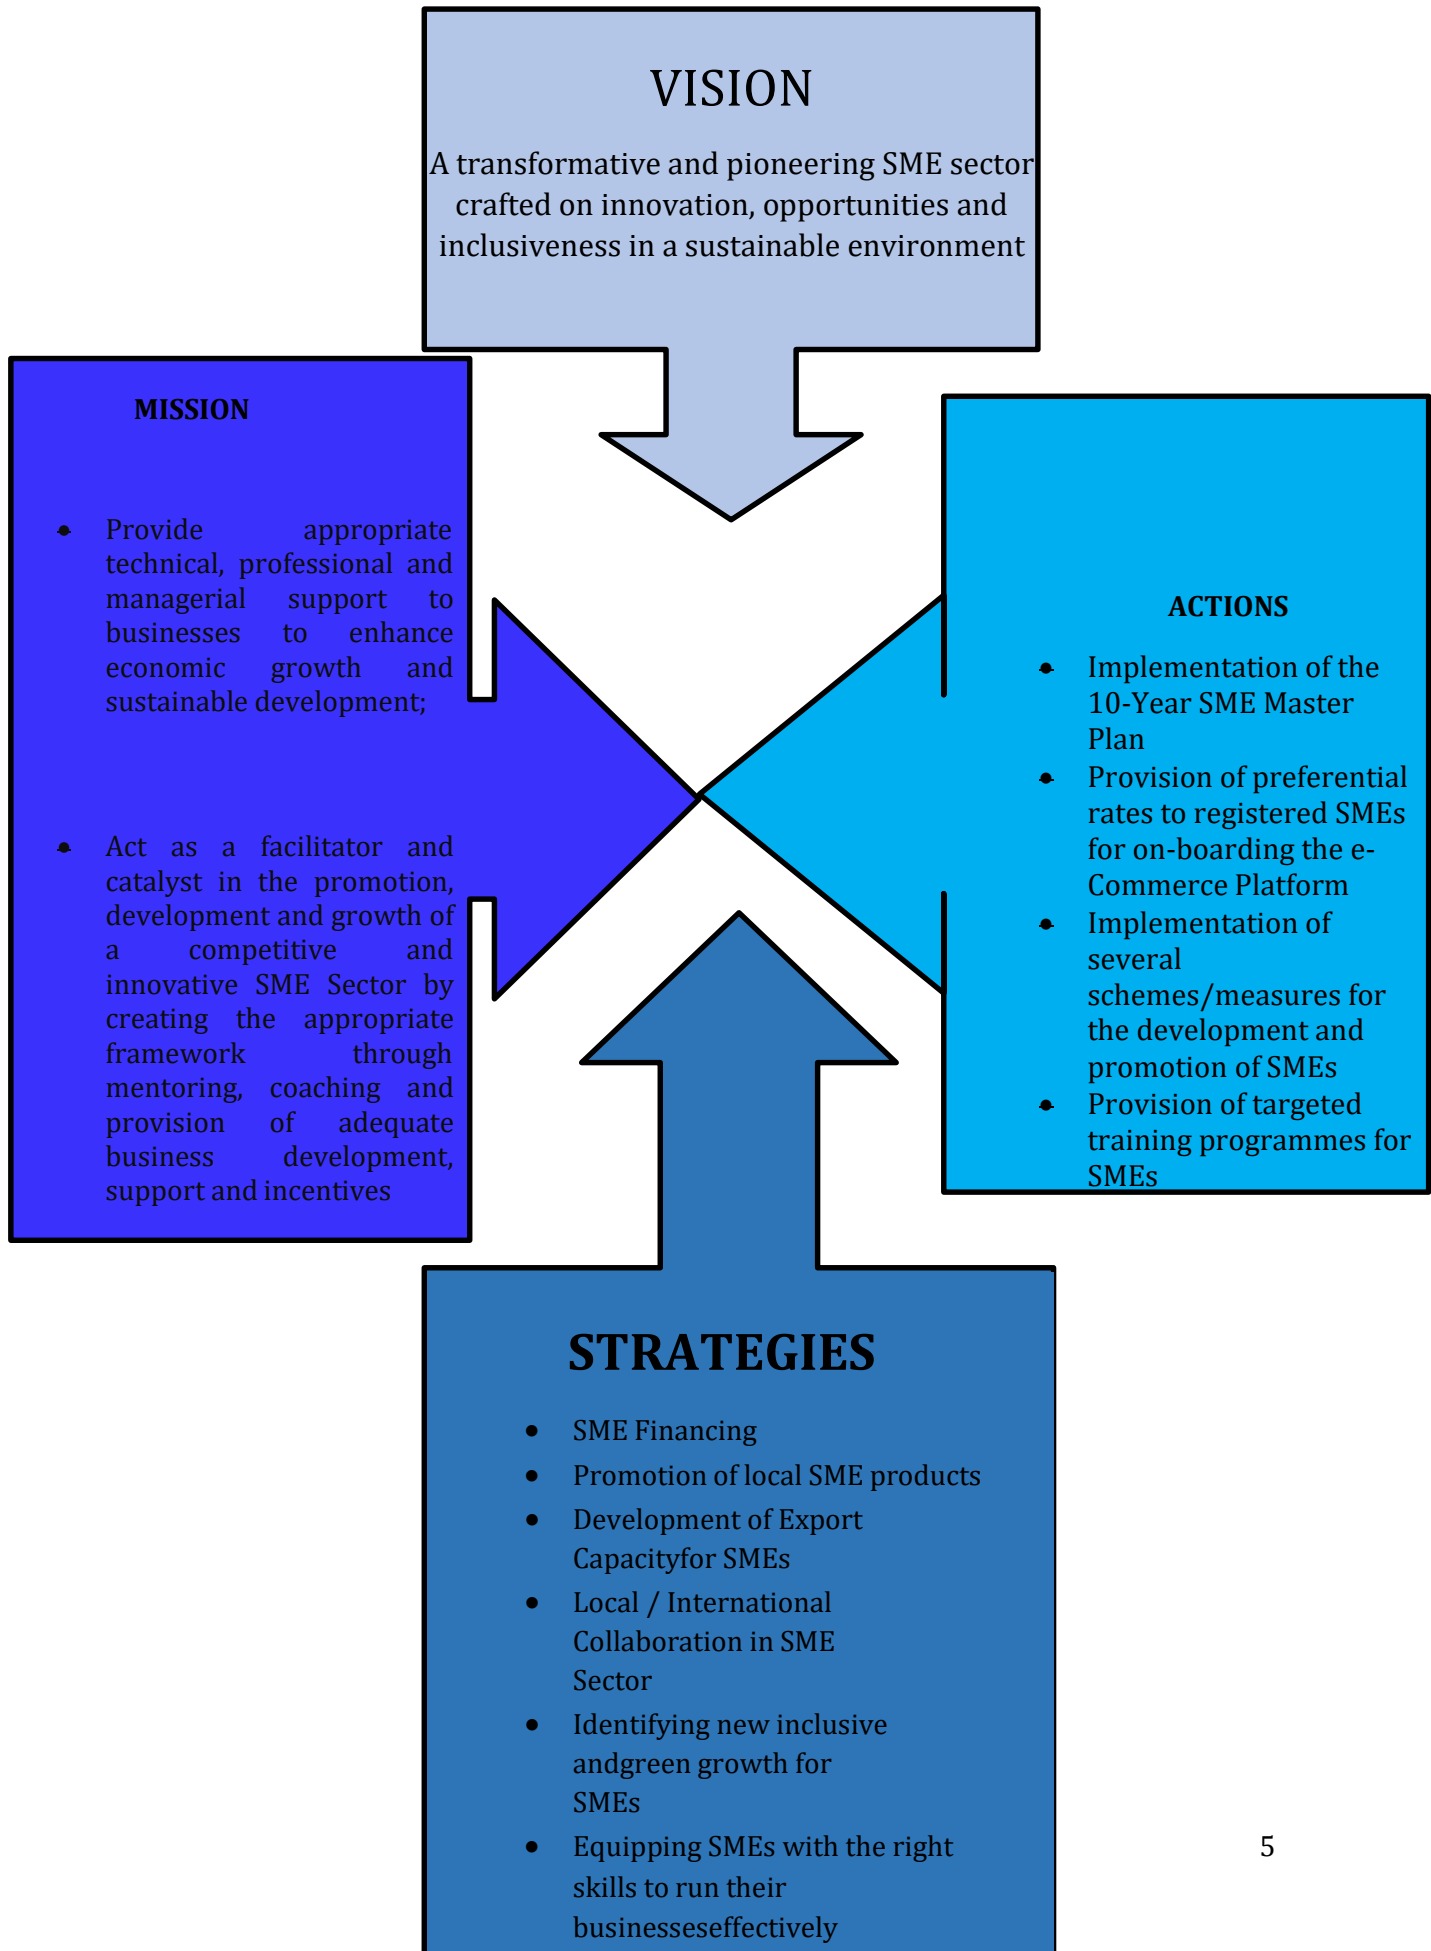 VISION
A transformative and pioneering SME sector
crafted on innovation, opportunities and
inclusiveness in a sustainable environment
MISSION
• Provide appropriate
technical, professional and
managerial support to
businesses to enhance
economic growth and
sustainable development;
• Act as a facilitator and
catalyst in the promotion,
development and growth of
a competitive and
innovative SME Sector by
creating the appropriate
framework through
mentoring, coaching and
provision of adequate
business development,
support and incentives
ACTIONS
• Implementation of the
10-Year SME Master
Plan
• Provision of preferential
rates to registered SMEs
for on-boarding the e-
Commerce Platform
• Implementation of
several
schemes/measures for
the development and
promotion of SMEs
• Provision of targeted
training programmes for
SMEs
STRATEGIES
• SME Financing
• Promotion of local SME products
• Development of Export
Capacityfor SMEs
• Local / International
Collaboration in SME
Sector
• Identifying new inclusive
andgreen growth for
SMEs
• Equipping SMEs with the right
skills to run their
businesseseffectively
5